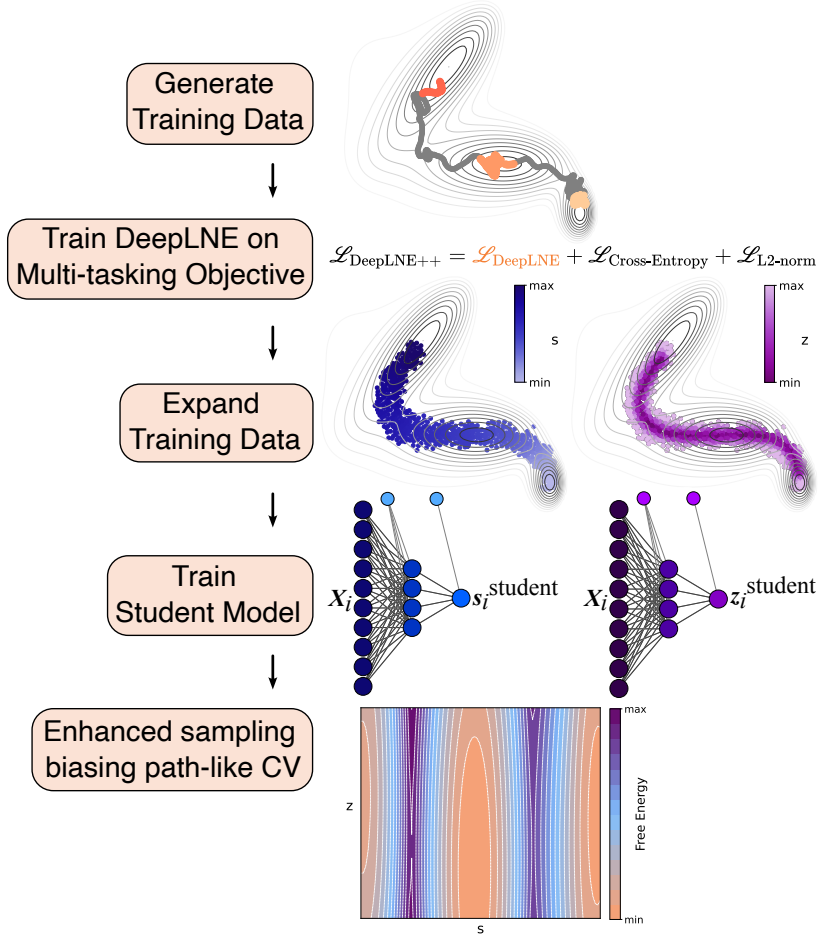 Generate
Training Data
Train DeepLNE on
Multi-tasking Objective
ℒDeepLNE++ = ℒDeepLNE + ℒCross-Entropy + ℒL2-norm
max
s
min
max
z
min
Expand
Training Data
Train
Student Model
Xi
si student
Xi
zi student
Enhanced sampling
biasing path-like CV
z
s
max
Free Energy
min